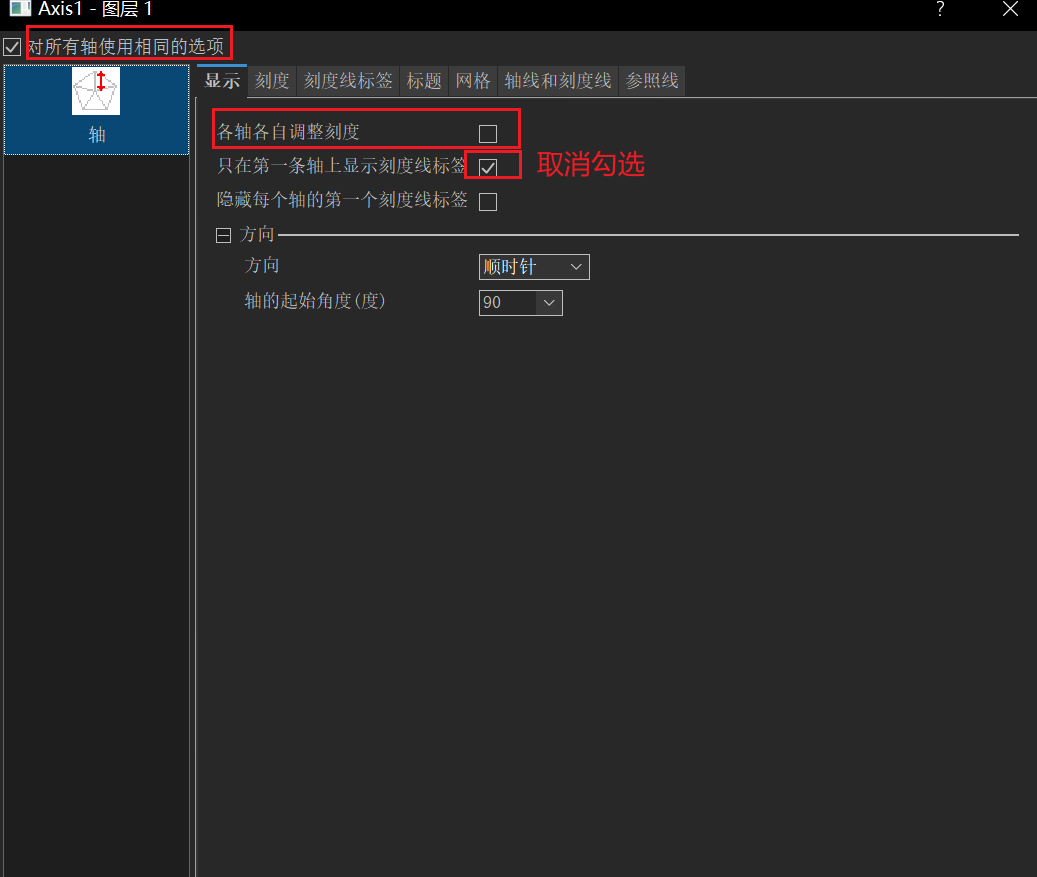 Axis1 - 图层 1
?
对所有轴使用相同的选项
轴
显示 刻度 刻度线标签 标题 网格 轴线和刻度线 参照线
各轴各自调整刻度
只在第一条轴上显示刻度线标签 取消勾选
隐藏每个轴的第一个刻度线标签
方向
方向 顺时针
轴的起始角度(度) 90